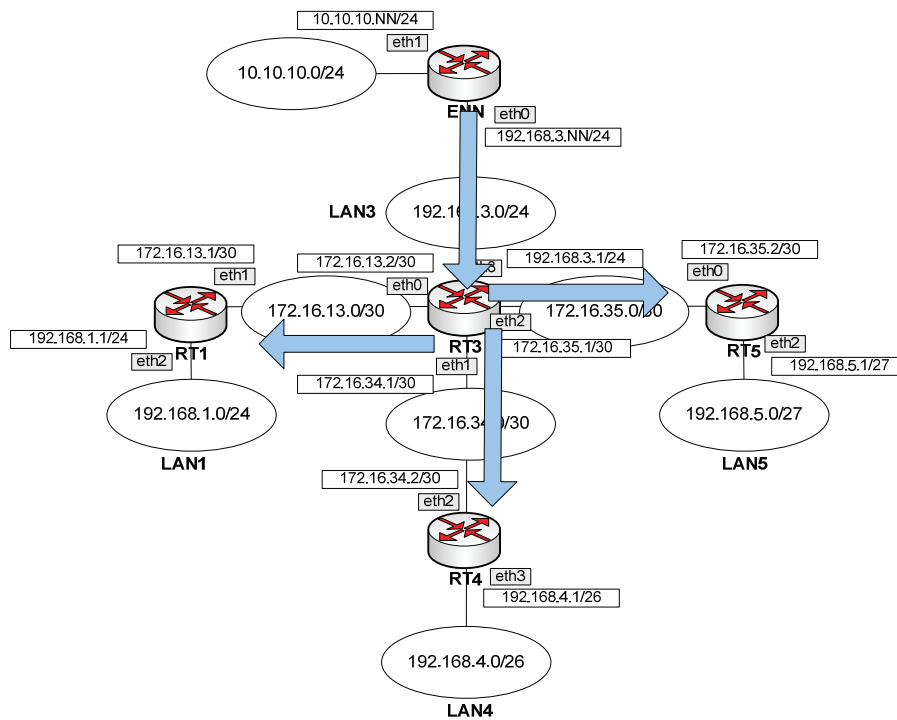 10.10.10.NN/24
eth1
10.10.10.0/24
ENN
eth0
192.168.3.NN/24
LAN3
192.168.3.0/24
172.16.13.1/30
172.16.13.2/30
192.168.3.1/24
172.16.35.2/30
eth1
eth0
eth0
172.16.13.0/30
172.16.35.0/30
192.168.1.1/24
eth2
RT1
RT3
eth2
172.16.35.1/30
RT5
eth2
192.168.5.1/27
eth1
172.16.34.1/30
192.168.1.0/24
172.16.34.0/30
192.168.5.0/27
LAN1
LAN5
172.16.34.2/30
eth2
RT4
eth3
192.168.4.1/26
192.168.4.0/26
LAN4